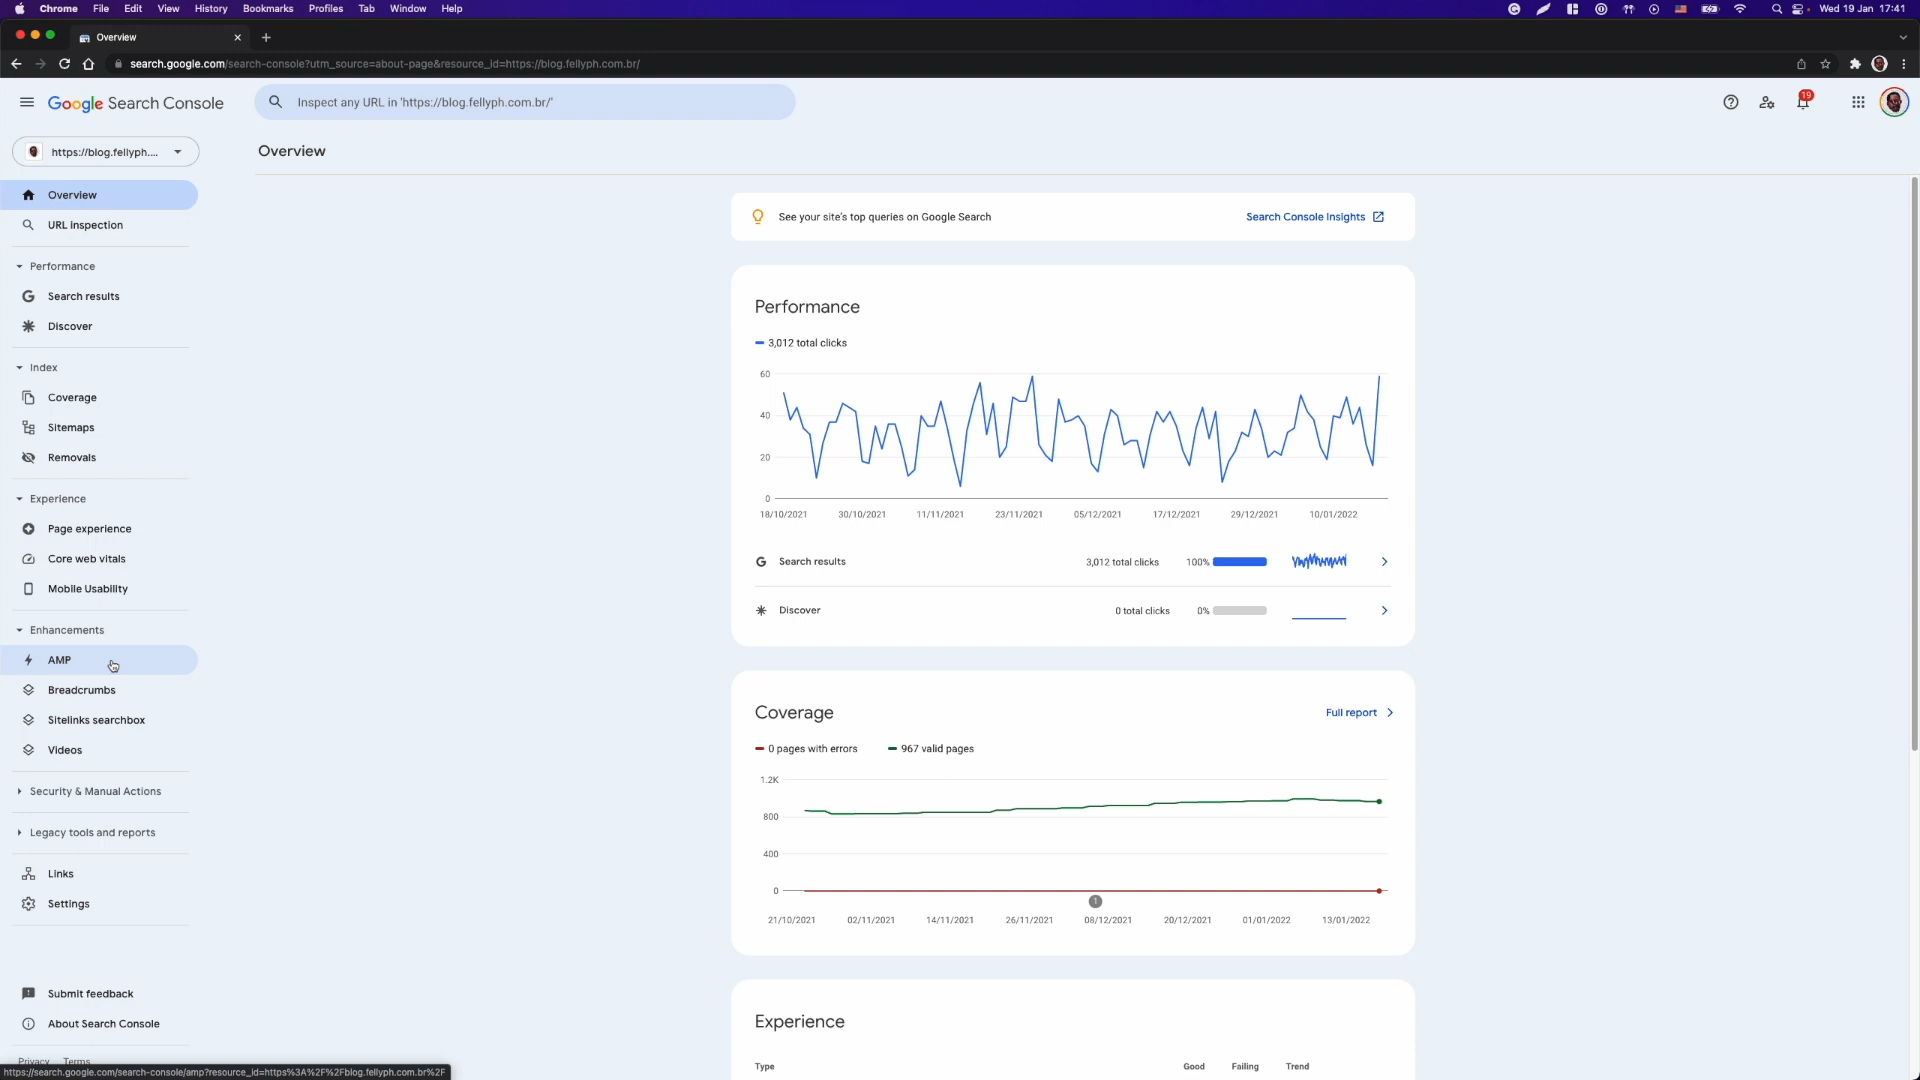 Chrome File Edit View History Bookmarks Profiles Tab Window Help Wed 19 Jan 17:41
Overview
search.google.com/search-console?utm_source=about-page&resource_id=https://blog.fellyph.com.br/
Google Search Console
Inspect any URL in 'https://blog.fellyph.com.br/'
19
https://blog.fellyph....
Overview
Overview
URL inspection
Performance
Search results
Discover
Index
Coverage
Sitemaps
Removals
Experience
Page experience
Core web vitals
Mobile Usability
Enhancements
AMP
Breadcrumbs
Sitelinks searchbox
Videos
Security & Manual Actions
Legacy tools and reports
Links
Settings
Submit feedback
About Search Console
Privacy Terms
https://search.google.com/search-console/amp?resource_id=https%3A%2F%2Fblog.fellyph.com.br%2F
See your site's top queries on Google Search
Search Console Insights
Performance
3,012 total clicks
60
40
20
0
18/10/2021 30/10/2021 11/11/2021 23/11/2021 05/12/2021 17/12/2021 29/12/2021 10/01/2022
Search results 3,012 total clicks 100%
Discover 0 total clicks 0%
Coverage
Full report
0 pages with errors 967 valid pages
1.2K
800
400
0
1
21/10/2021 02/11/2021 14/11/2021 26/11/2021 08/12/2021 20/12/2021 01/01/2022 13/01/2022
Experience
Type Good Failing Trend